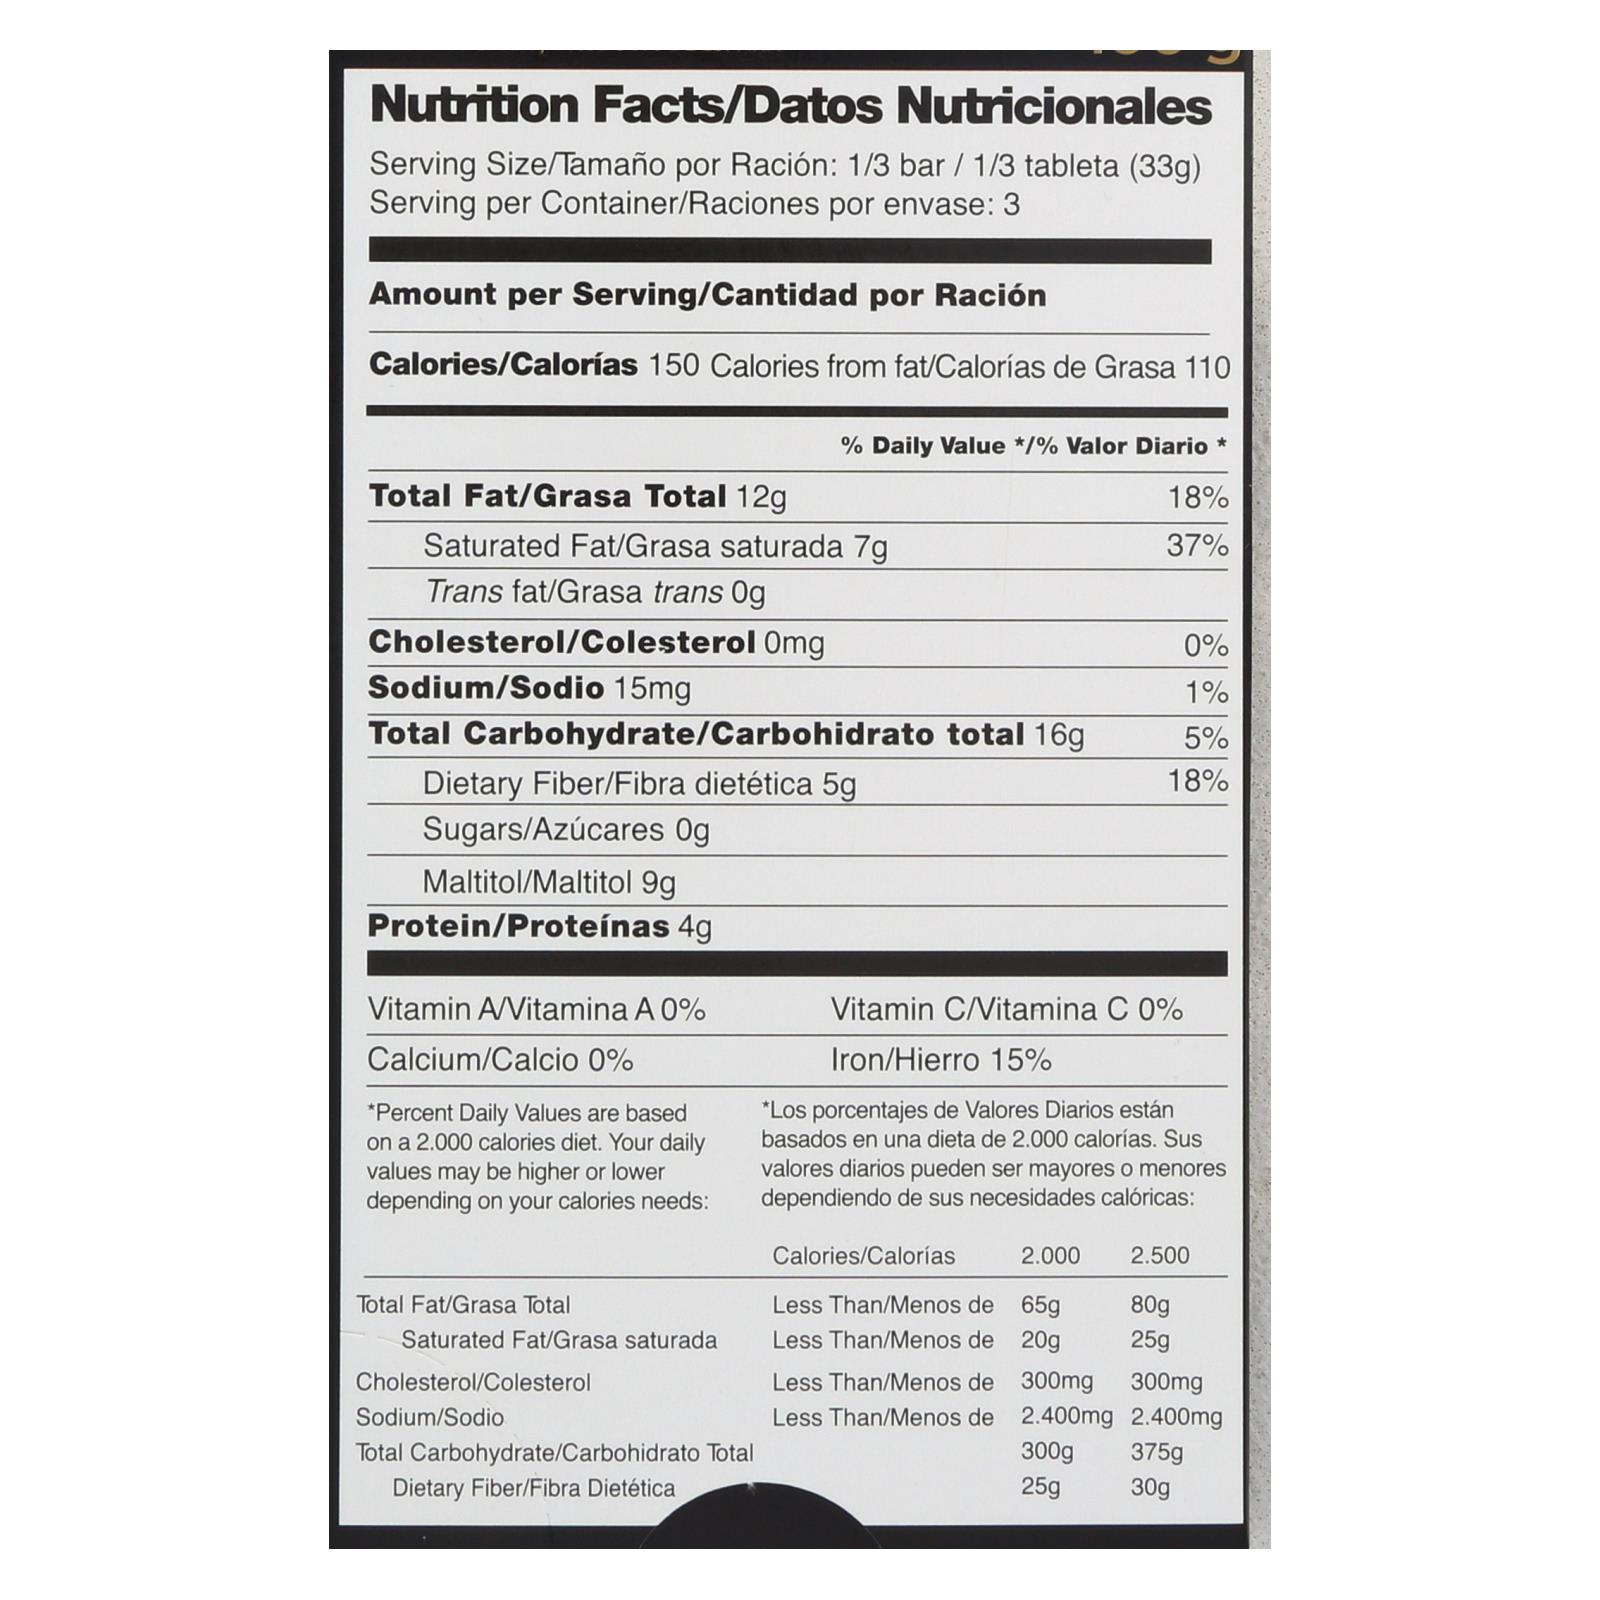 Nutrition Facts/Datos Nutricionales
Serving Size/Tamaño por Ración: 1/3 bar / 1/3 tableta (33g)
Serving per Container/Raciones por envase: 3
Amount per Serving/Cantidad por Ración
Calories/Calorías 150 Calories from fat/Calorías de Grasa 110
% Daily Value */% Valor Diario *
Total Fat/Grasa Total 12g 18%
Saturated Fat/Grasa saturada 7g 37%
Trans fat/Grasa trans 0g
Cholesterol/Colesterol 0mg 0%
Sodium/Sodio 15mg 1%
Total Carbohydrate/Carbohidrato total 16g 5%
Dietary Fiber/Fibra dietética 5g 18%
Sugars/Azúcares 0g
Maltitol/Maltitol 9g
Protein/Proteínas 4g
Vitamin A/Vitamina A 0% Vitamin C/Vitamina C 0%
Calcium/Calcio 0% Iron/Hierro 15%
*Percent Daily Values are based
on a 2.000 calories diet. Your daily
values may be higher or lower
depending on your calories needs:
*Los porcentajes de Valores Diarios están
basados en una dieta de 2.000 calorías. Sus
valores diarios pueden ser mayores o menores
dependiendo de sus necesidades calóricas:
Calories/Calorías 2.000 2.500
Total Fat/Grasa Total Less Than/Menos de 65g 80g
Saturated Fat/Grasa saturada Less Than/Menos de 20g 25g
Cholesterol/Colesterol Less Than/Menos de 300mg 300mg
Sodium/Sodio Less Than/Menos de 2.400mg 2.400mg
Total Carbohydrate/Carbohidrato Total 300g 375g
Dietary Fiber/Fibra Dietética 25g 30g